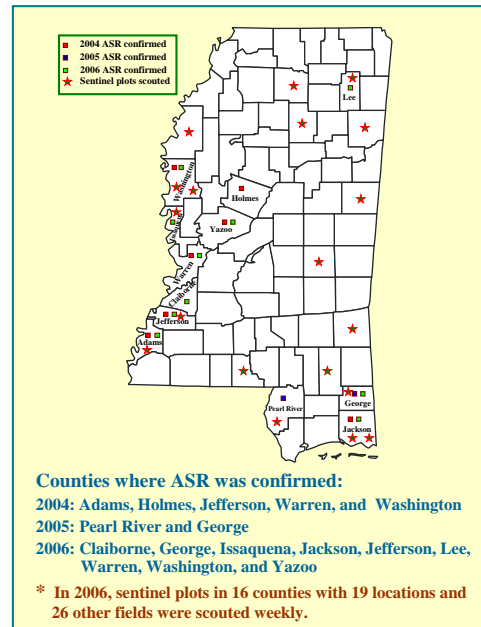 2004 ASR confirmed
2005 ASR confirmed
2006 ASR confirmed
Sentinel plots scouted
Lee
Washington
Holmes
Issaquena
Yazoo
Warren
Claiborne
Jefferson
Adams
Pearl River
George
Jackson
Counties where ASR was confirmed:
2004: Adams, Holmes, Jefferson, Warren, and Washington
2005: Pearl River and George
2006: Claiborne, George, Issaquena, Jackson, Jefferson, Lee,
Warren, Washington, and Yazoo
* In 2006, sentinel plots in 16 counties with 19 locations and
26 other fields were scouted weekly.